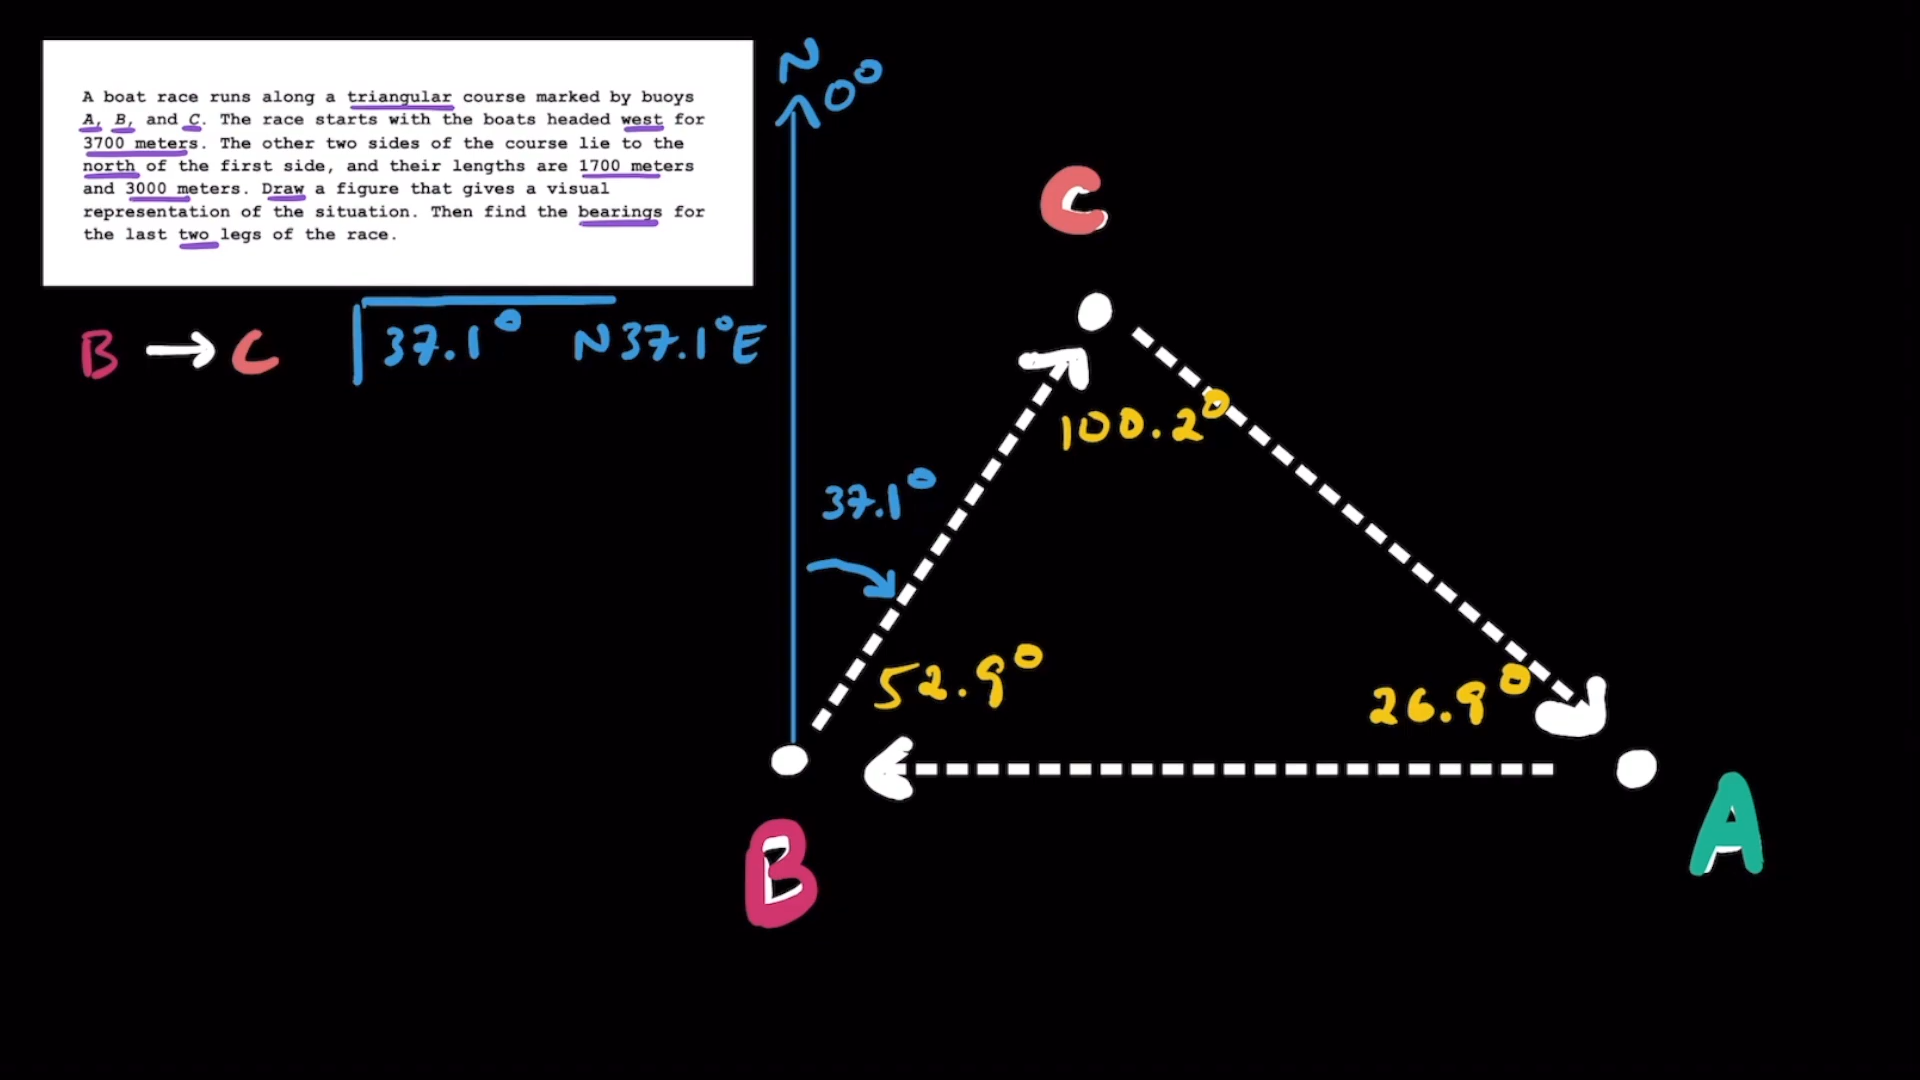 A boat race runs along a triangular course marked by buoys
A, B, and C. The race starts with the boats headed west for
3700 meters. The other two sides of the course lie to the
north of the first side, and their lengths are 1700 meters
and 3000 meters. Draw a figure that gives a visual
representation of the situation. Then find the bearings for
the last two legs of the race.
N
0°
B → C 37.1° N37.1°E
C
100.2°
37.1°
52.9°
26.9°
B
A